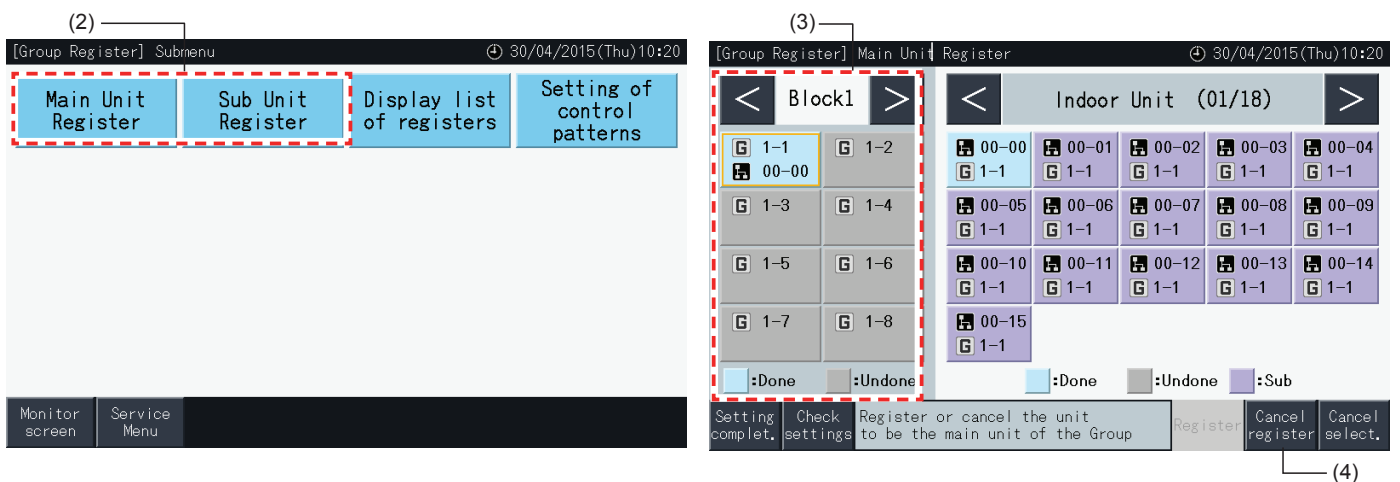 (2)
[Group Register] Submenu 30/04/2015(Thu)10:20
Main Unit
Register
Sub Unit
Register
Display list
of registers
Setting of
control
patterns
Monitor
screen
Service
Menu
(3)
[Group Register] Main Unit Register 30/04/2015(Thu)10:20
< Block1 >
G 1-1
00-00
G 1-2
G 1-3
G 1-4
G 1-5
G 1-6
G 1-7
G 1-8
:Done :Undone
< Indoor Unit (01/18) >
00-00 00-01 00-02 00-03 00-04
G 1-1 G 1-1 G 1-1 G 1-1 G 1-1
00-05 00-06 00-07 00-08 00-09
G 1-1 G 1-1 G 1-1 G 1-1 G 1-1
00-10 00-11 00-12 00-13 00-14
G 1-1 G 1-1 G 1-1 G 1-1 G 1-1
00-15
G 1-1
:Done :Undone :Sub
Setting
complet.
Check
settings
Register or cancel the unit
to be the main unit of the Group
Register
Cancel
register
Cancel
select.
(4)